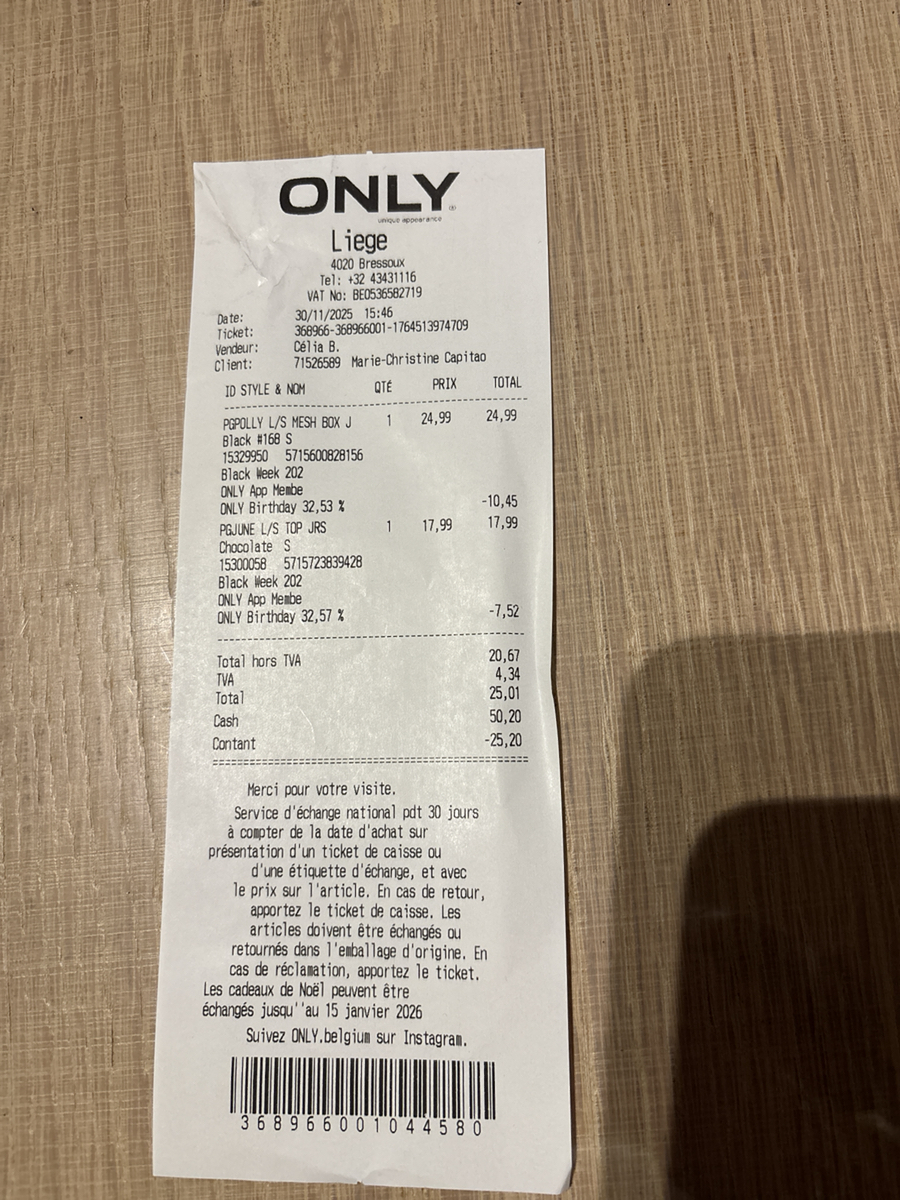 ONLY®
unique appearance
Liege
4020 Bressoux
Tel: +32 43431116
VAT No: BE0536582719
Date: 30/11/2025 15:46
Ticket: 368966-368966001-1764513974709
Vendeur: Célia B.
Client: 71526589 Marie-Christine Capitao
ID STYLE & NOM QTÉ PRIX TOTAL
PGPOLLY L/S MESH BOX J 1 24,99 24,99
Black #168 S
15329950 5715600828156
Black Week 202
ONLY App Membe
ONLY Birthday 32,53 % -10,45
PGJUNE L/S TOP JRS 1 17,99 17,99
Chocolate S
15300058 5715723839428
Black Week 202
ONLY App Membe
ONLY Birthday 32,57 % -7,52
Total hors TVA 20,67
TVA 4,34
Total 25,01
Cash 50,20
Contant -25,20
Merci pour votre visite.
Service d'échange national pdt 30 jours
à compter de la date d'achat sur
présentation d'un ticket de caisse ou
d'une étiquette d'échange, et avec
le prix sur l'article. En cas de retour,
apportez le ticket de caisse. Les
articles doivent être échangés ou
retournés dans l'emballage d'origine. En
cas de réclamation, apportez le ticket.
Les cadeaux de Noël peuvent être
échangés jusqu''au 15 janvier 2026
Suivez ONLY.belgium sur Instagram.
368966001044580